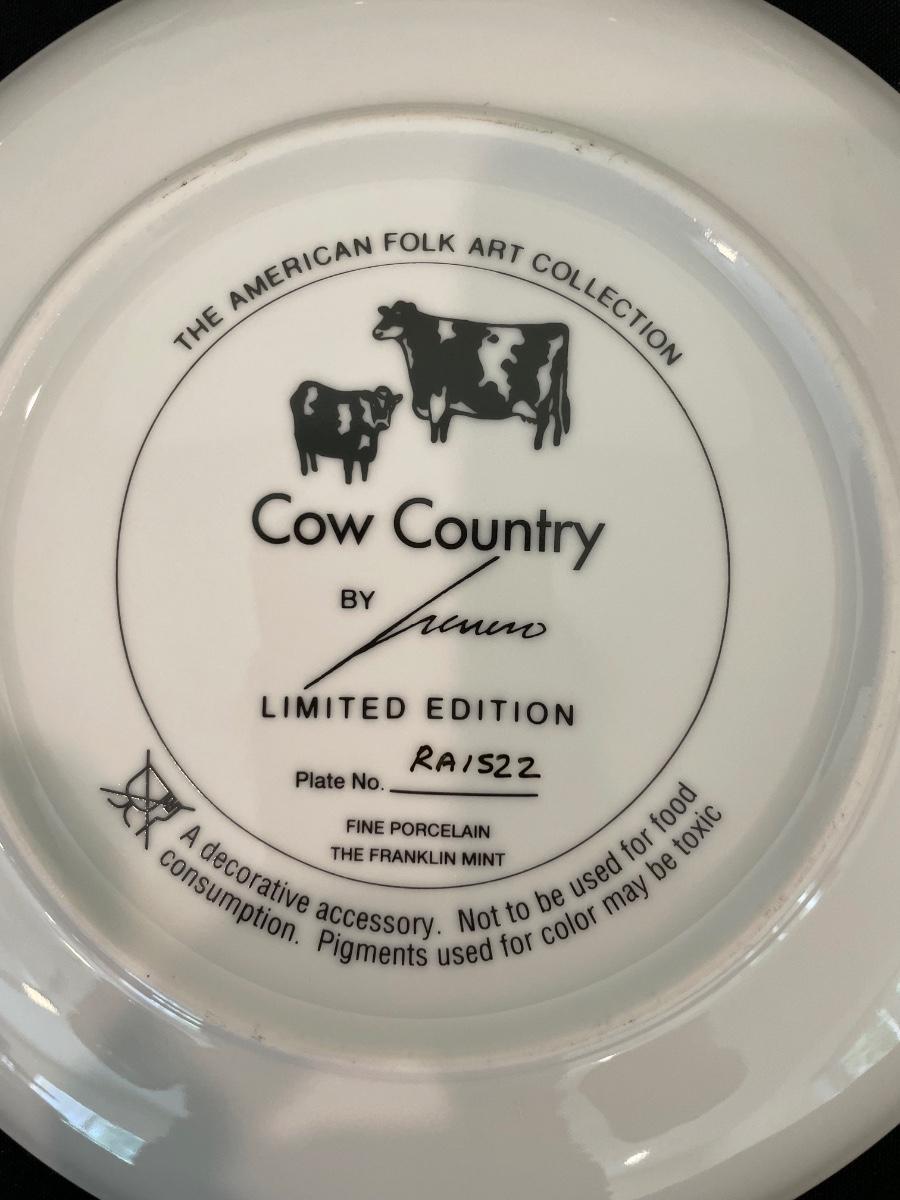 THE AMERICAN FOLK ART COLLECTION
Cow Country
BY
LIMITED EDITION
Plate No. RA1522
FINE PORCELAIN
THE FRANKLIN MINT
A decorative accessory. Not to be used for food
consumption. Pigments used for color may be toxic